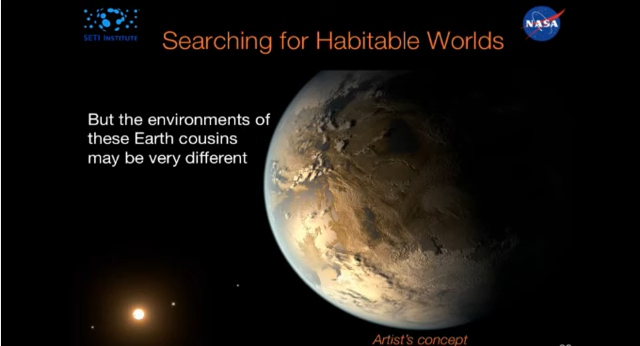 SETI INSTITUTE
NASA
Searching for Habitable Worlds
But the environments of
these Earth cousins
may be very different
Artist's concept